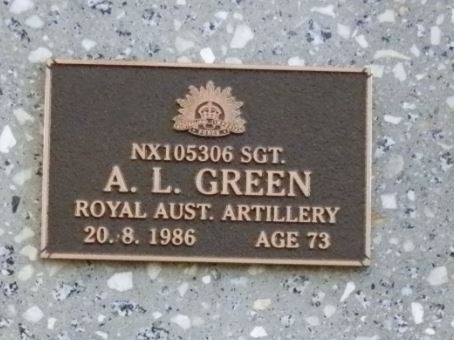 NX105306 SGT.
A. L. GREEN
ROYAL AUST. ARTILLERY
20. 8. 1986 AGE 73